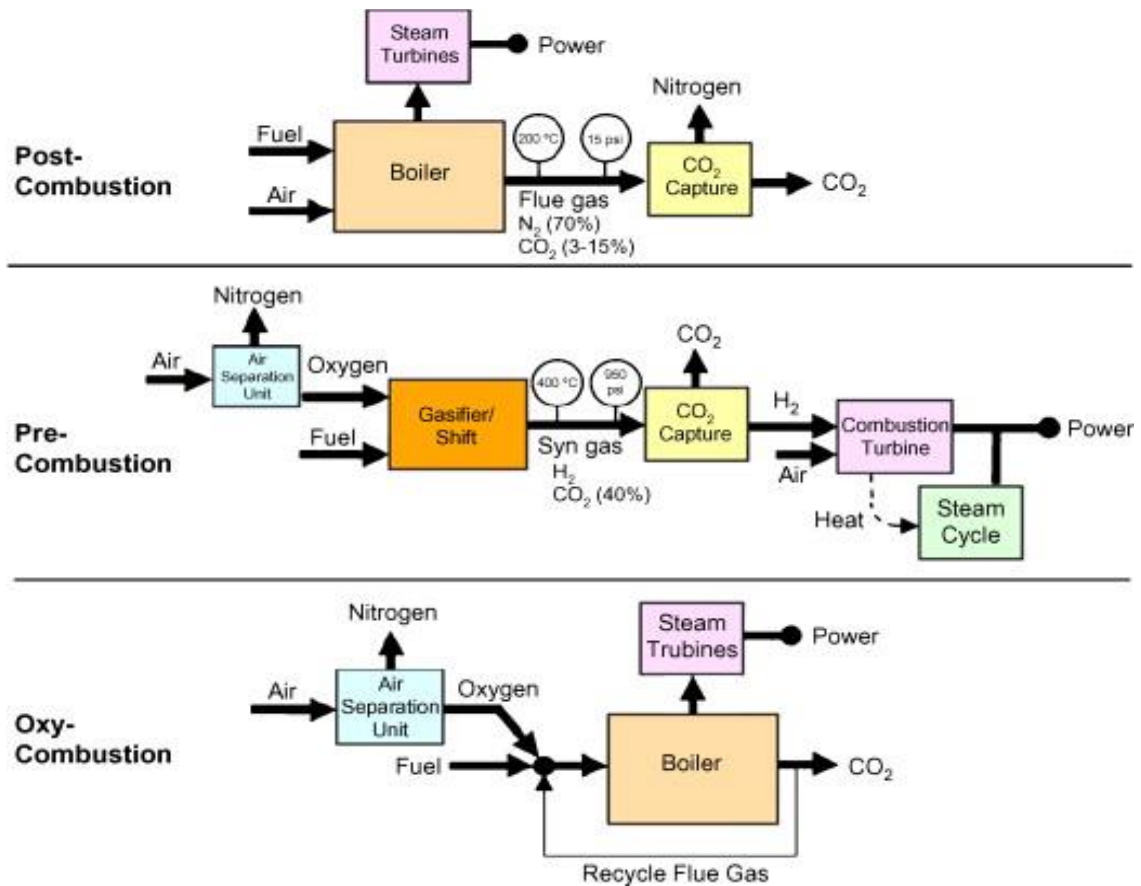 Steam
Turbines
Power
Nitrogen
Fuel
200 ºC
15 psi
Post-
Combustion
Boiler
CO₂
Capture
CO₂
Air
Flue gas
N₂ (70%)
CO₂ (3-15%)
Nitrogen
CO₂
Air
Air
Separation
Unit
Oxygen
400 ºC
950
psi
H₂
Pre-
Combustion
Gasifier/
Shift
CO₂
Capture
Combustion
Turbine
Power
Fuel
Syn gas
H₂
CO₂ (40%)
Air
Heat
Steam
Cycle
Nitrogen
Steam
Trubines
Power
Air
Air
Separation
Unit
Oxygen
Oxy-
Combustion
Fuel
Boiler
CO₂
Recycle Flue Gas